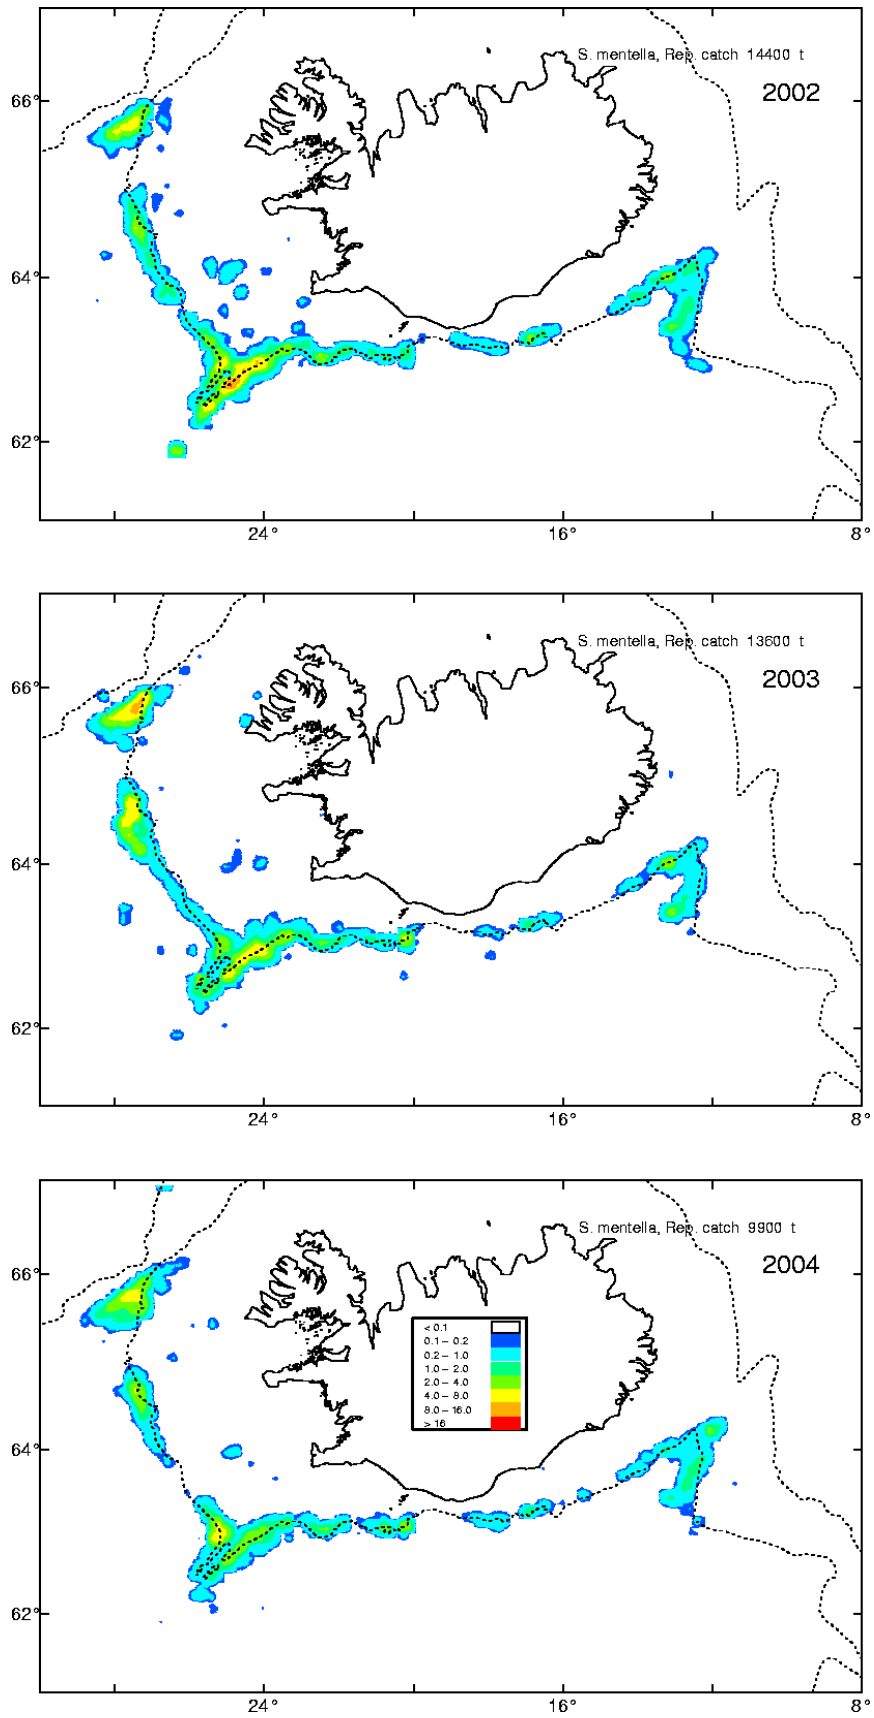 S. mentella, Rep. catch 14400 t
2002
66°
64°
62°
24°
16°
8°
S. mentella, Rep. catch 13600 t
2003
66°
64°
62°
24°
16°
8°
S. mentella, Rep. catch 9900 t
2004
66°
< 0.1
0.1 – 0.2
0.2 – 1.0
1.0 – 2.0
2.0 – 4.0
4.0 – 8.0
8.0 – 16.0
> 16
64°
62°
24°
16°
8°